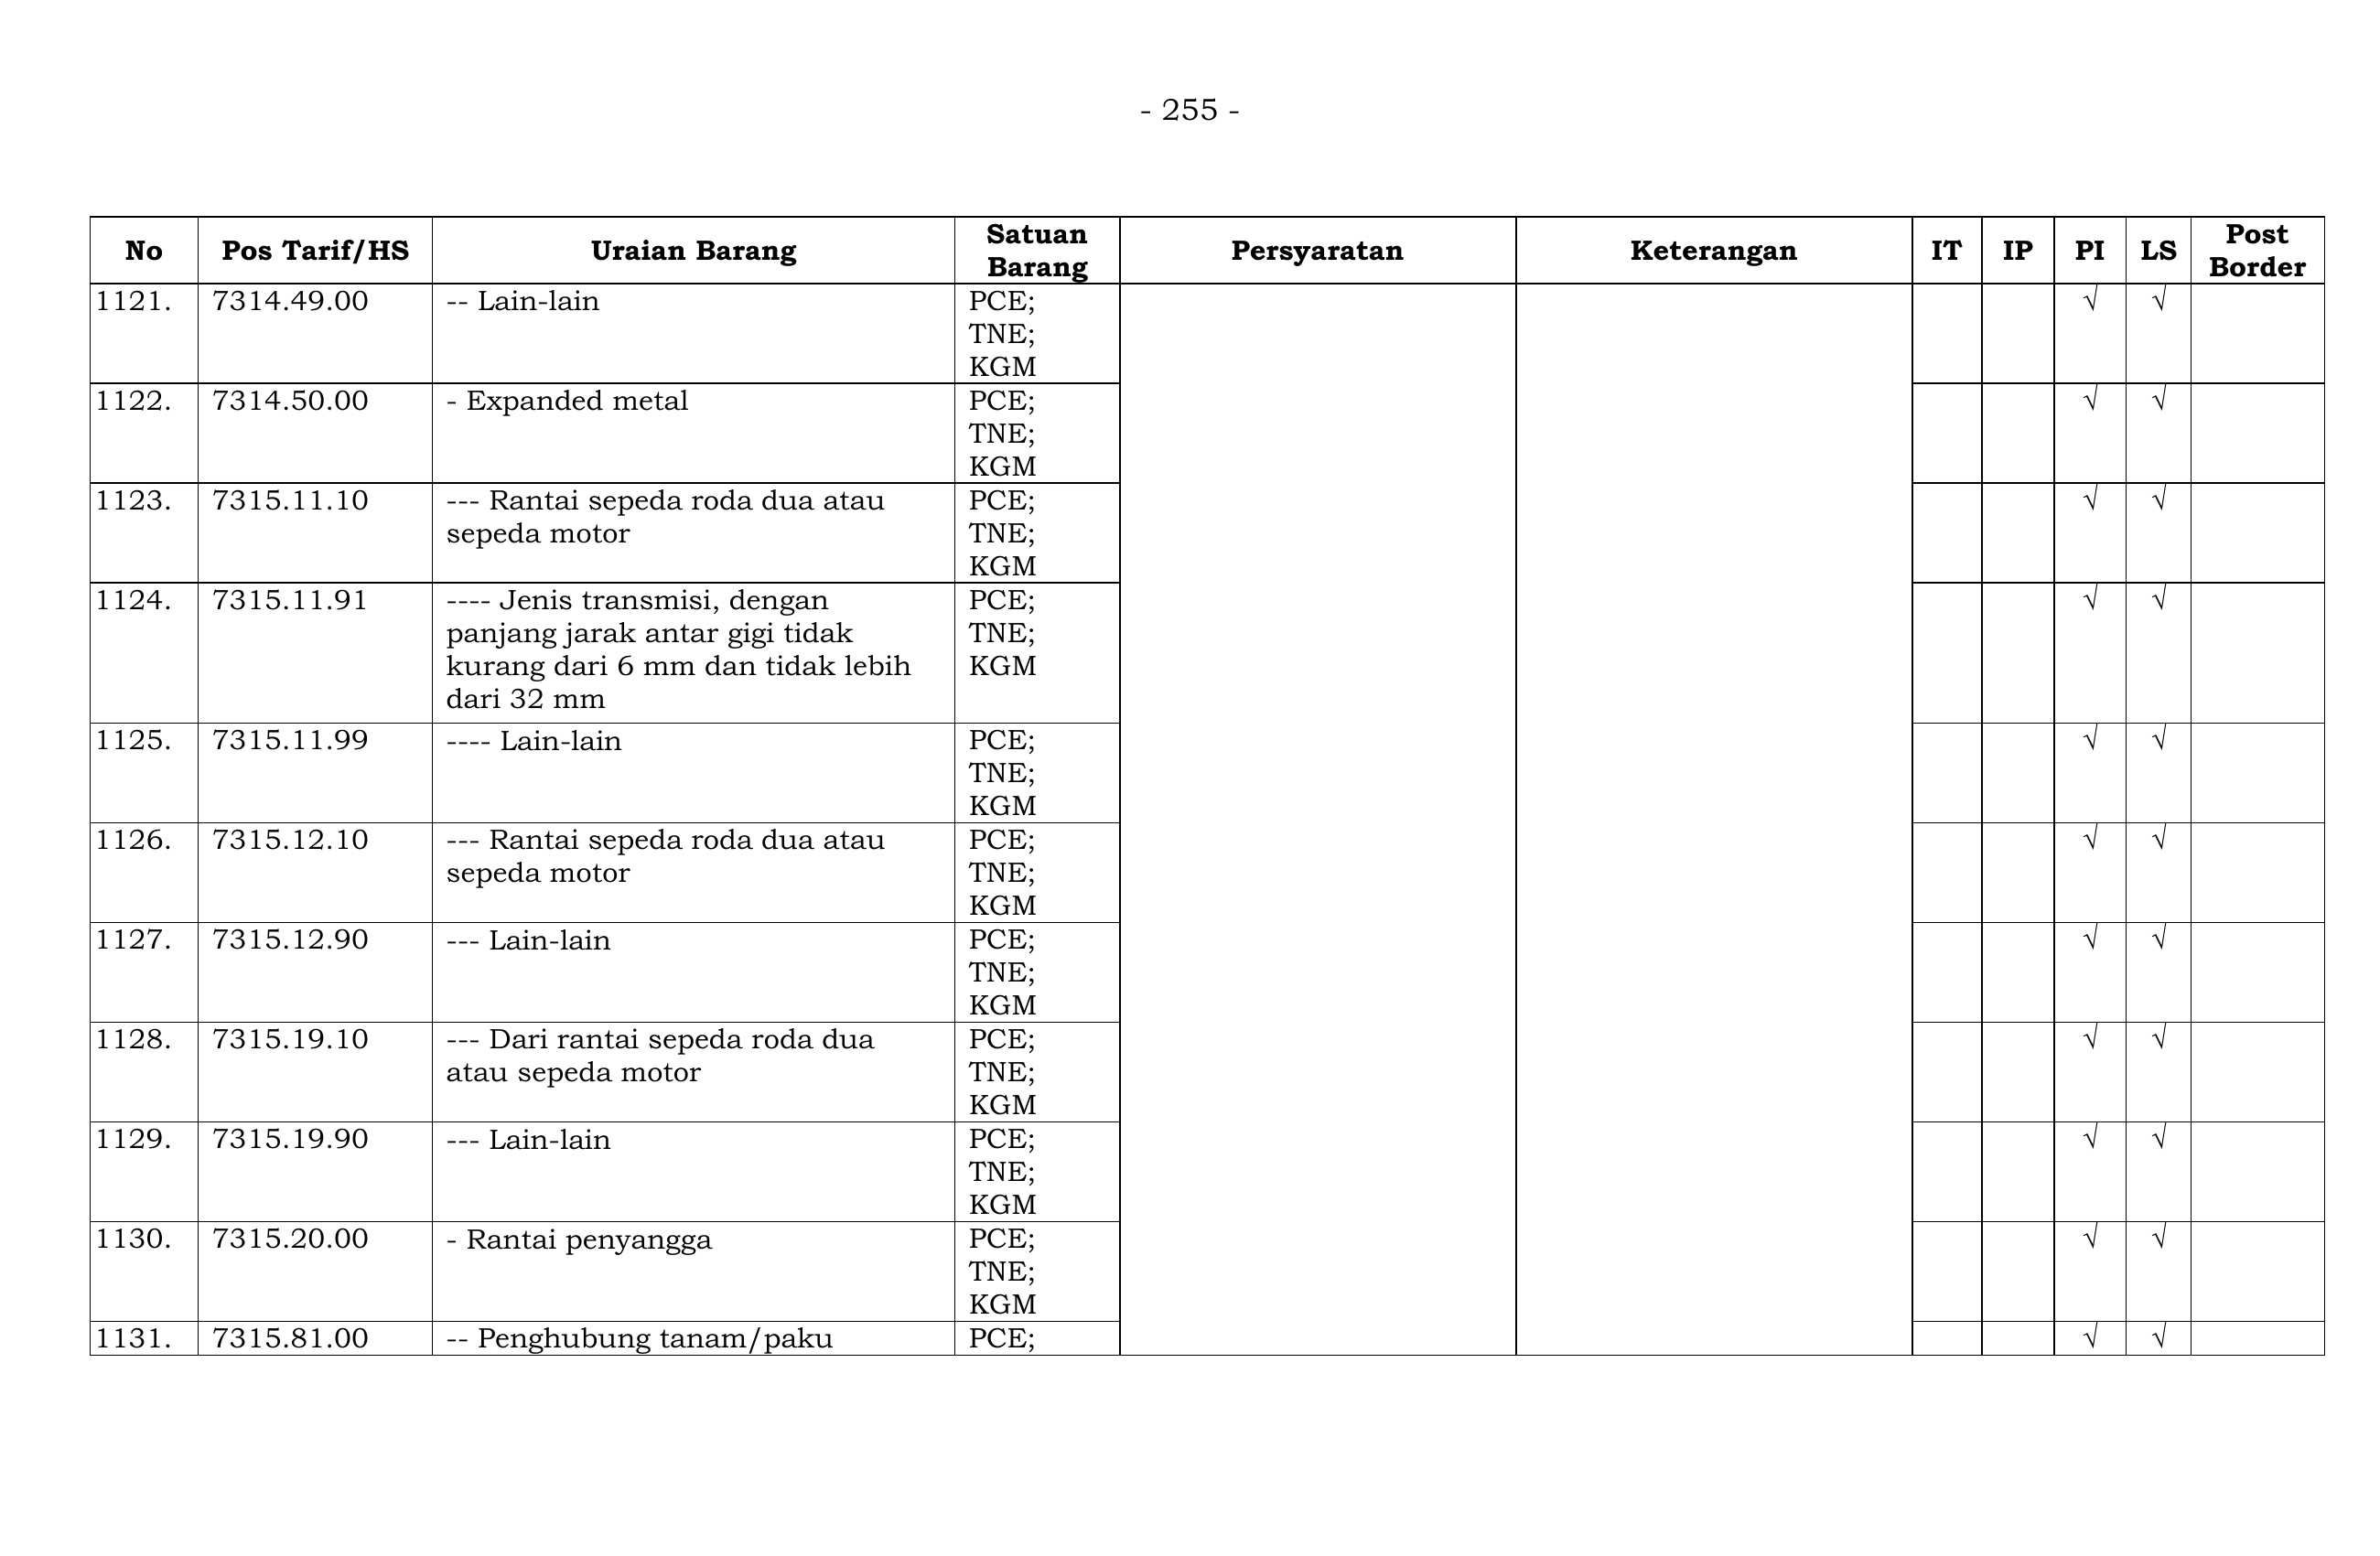 - 255 -
No Pos Tarif/HS Uraian Barang Satuan Barang Persyaratan Keterangan IT IP PI LS Post Border
1121. 7314.49.00 -- Lain-lain PCE; √ √
TNE;
KGM
1122. 7314.50.00 - Expanded metal PCE; √ √
TNE;
KGM
1123. 7315.11.10 --- Rantai sepeda roda dua atau PCE; √ √
sepeda motor TNE;
KGM
1124. 7315.11.91 ---- Jenis transmisi, dengan PCE; √ √
panjang jarak antar gigi tidak TNE;
kurang dari 6 mm dan tidak lebih KGM
dari 32 mm
1125. 7315.11.99 ---- Lain-lain PCE; √ √
TNE;
KGM
1126. 7315.12.10 --- Rantai sepeda roda dua atau PCE; √ √
sepeda motor TNE;
KGM
1127. 7315.12.90 --- Lain-lain PCE; √ √
TNE;
KGM
1128. 7315.19.10 --- Dari rantai sepeda roda dua PCE; √ √
atau sepeda motor TNE;
KGM
1129. 7315.19.90 --- Lain-lain PCE; √ √
TNE;
KGM
1130. 7315.20.00 - Rantai penyangga PCE; √ √
TNE;
KGM
1131. 7315.81.00 -- Penghubung tanam/paku PCE; √ √